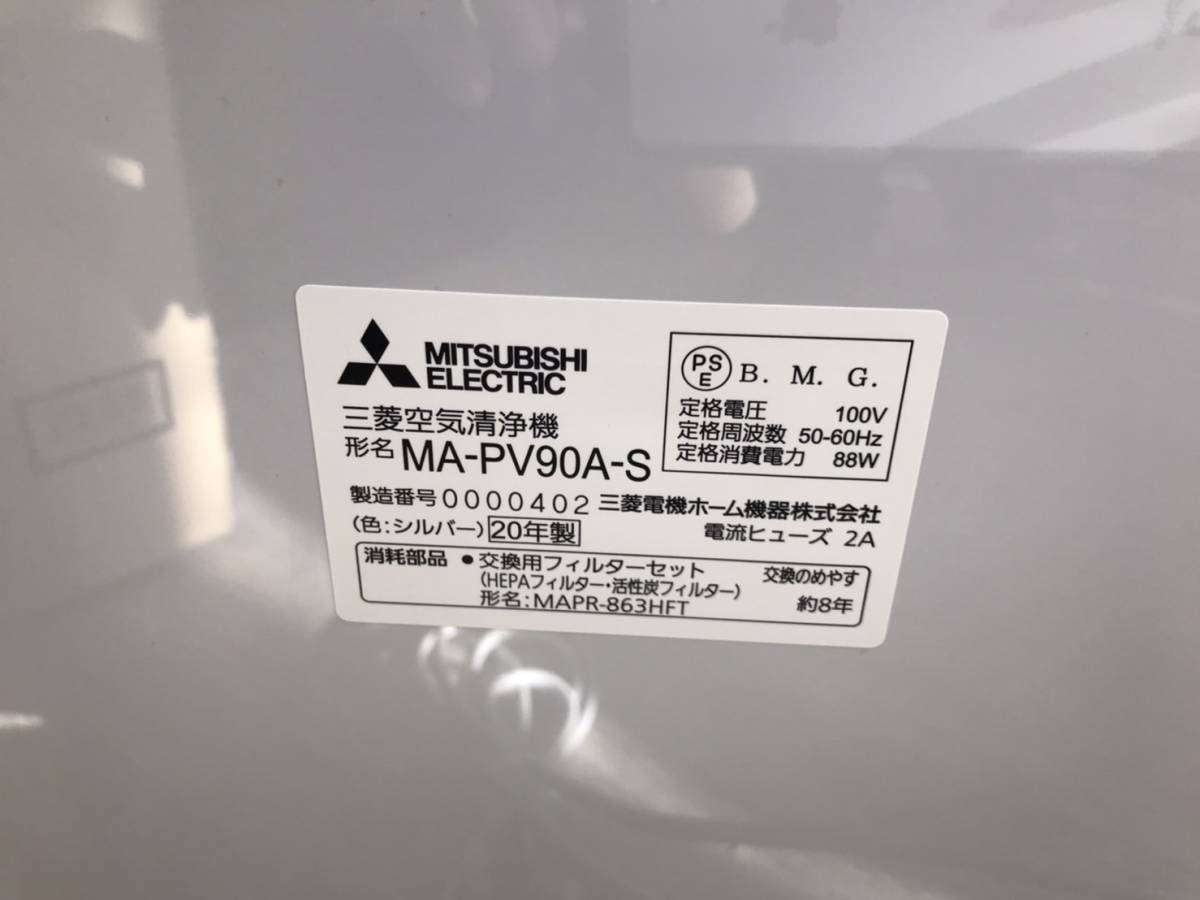 MITSUBISHI
ELECTRIC
三菱空気清浄機
形名 MA-PV90A-S
PS
E
B. M. G.
定格電圧 100V
定格周波数 50-60Hz
定格消費電力 88W
製造番号 0000402 三菱電機ホーム機器株式会社
(色:シルバー) 20年製 電流ヒューズ 2A
消耗部品 ●交換用フィルターセット 交換のめやす
(HEPAフィルター・活性炭フィルター)
形名:MAPR-863HFT 約8年